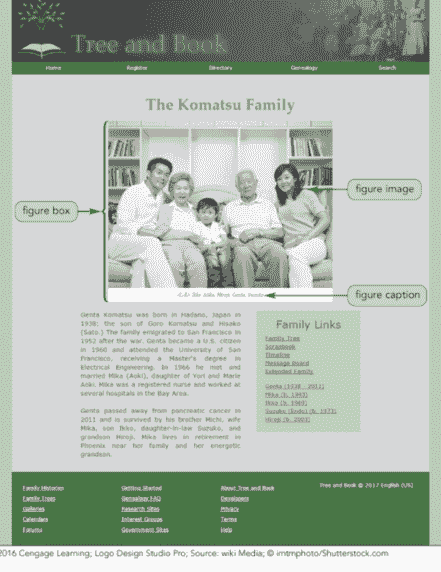 Tree and Book
Home Register Directory Genealogy Search
The Komatsu Family
figure image
figure box
figure caption
Genta Komatsu was born in Hadano, Japan in
1938; the son of Goro Komatsu and Hisako
(Sato.) The family emigrated to San Francisco in
1952 after the war. Genta became a U.S. citizen
in 1960 and attended the University of San
Francisco, receiving a Master's degree in
Electrical Engineering. In 1966 he met and
married Mika (Aoki), daughter of Yori and Marie
Aoki. Mika was a registered nurse and worked at
several hospitals in the Bay Area.
Genta passed away from pancreatic cancer in
2011 and is survived by his brother Michi, wife
Mika, son Ikko, daughter-in-law Suzuko, and
grandson Hiroji. Mika lives in retirement in
Phoenix near her family and her energetic
grandson.
Family Links
Family Tree
Scrapbook
Timeline
Message Board
Extended Family
Genta (1938 - 2011)
Mika (b. 1940)
Ikko (b. 1969)
Suzuko (b. 1973)
Hiroji (b. 2003)
Family Histories Getting Started About Tree and Book Tree and Book © 2017 English (US)
Family Trees Genealogy FAQ Developers
Galleries Research Sites Privacy
Calendars Interest Groups Terms
Forums Government Sites Help
2016 Cengage Learning; Logo Design Studio Pro; Source: wiki Media; © imtmphoto/Shutterstock.com